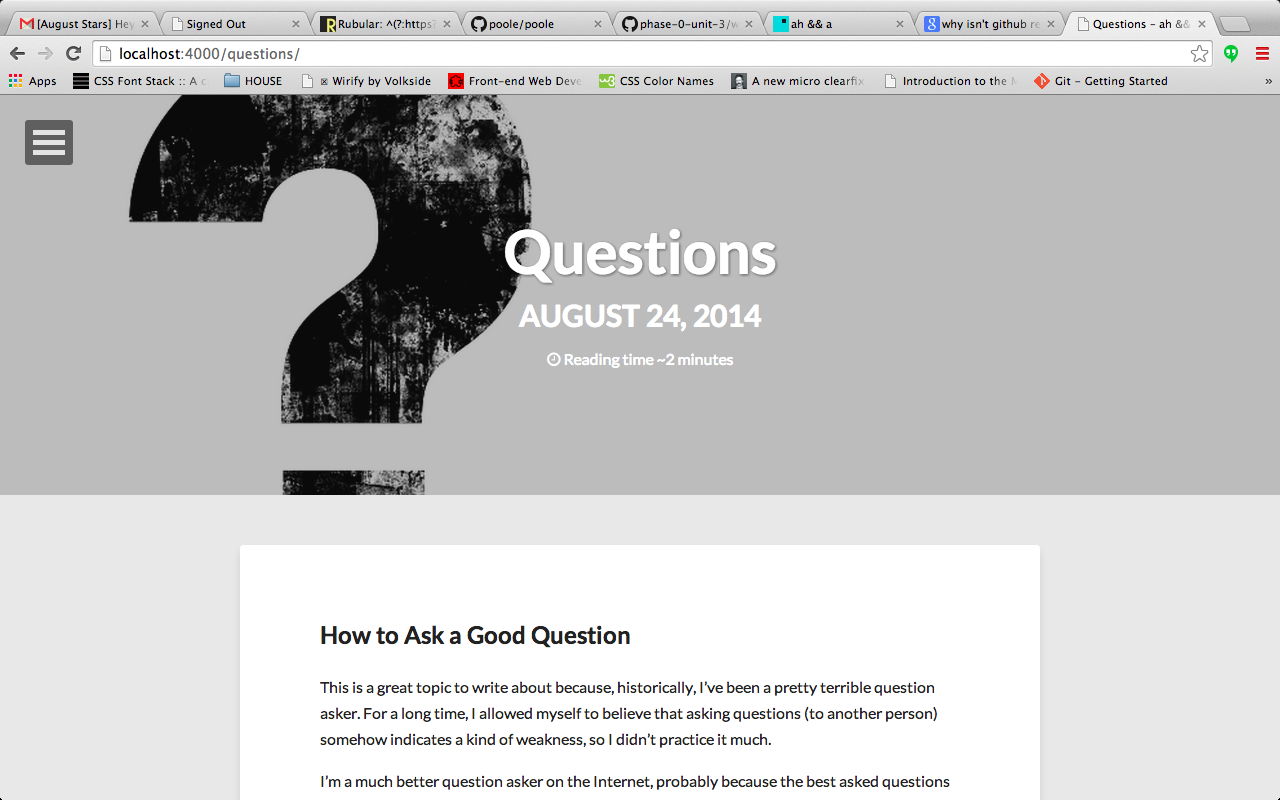 [August Stars] Hey
Signed Out
Rubular: ^(?:https?
poole/poole
phase-0-unit-3/w
ah && a
why isn't github re
Questions – ah &&
localhost:4000/questions/
Apps
CSS Font Stack :: A c
HOUSE
Wirify by Volkside
Front-end Web Deve
CSS Color Names
A new micro clearfix
Introduction to the
Git – Getting Started
»
Questions
AUGUST 24, 2014
Reading time ~2 minutes
How to Ask a Good Question
This is a great topic to write about because, historically, I've been a pretty terrible question
asker. For a long time, I allowed myself to believe that asking questions (to another person)
somehow indicates a kind of weakness, so I didn't practice it much.
I'm a much better question asker on the Internet, probably because the best asked questions